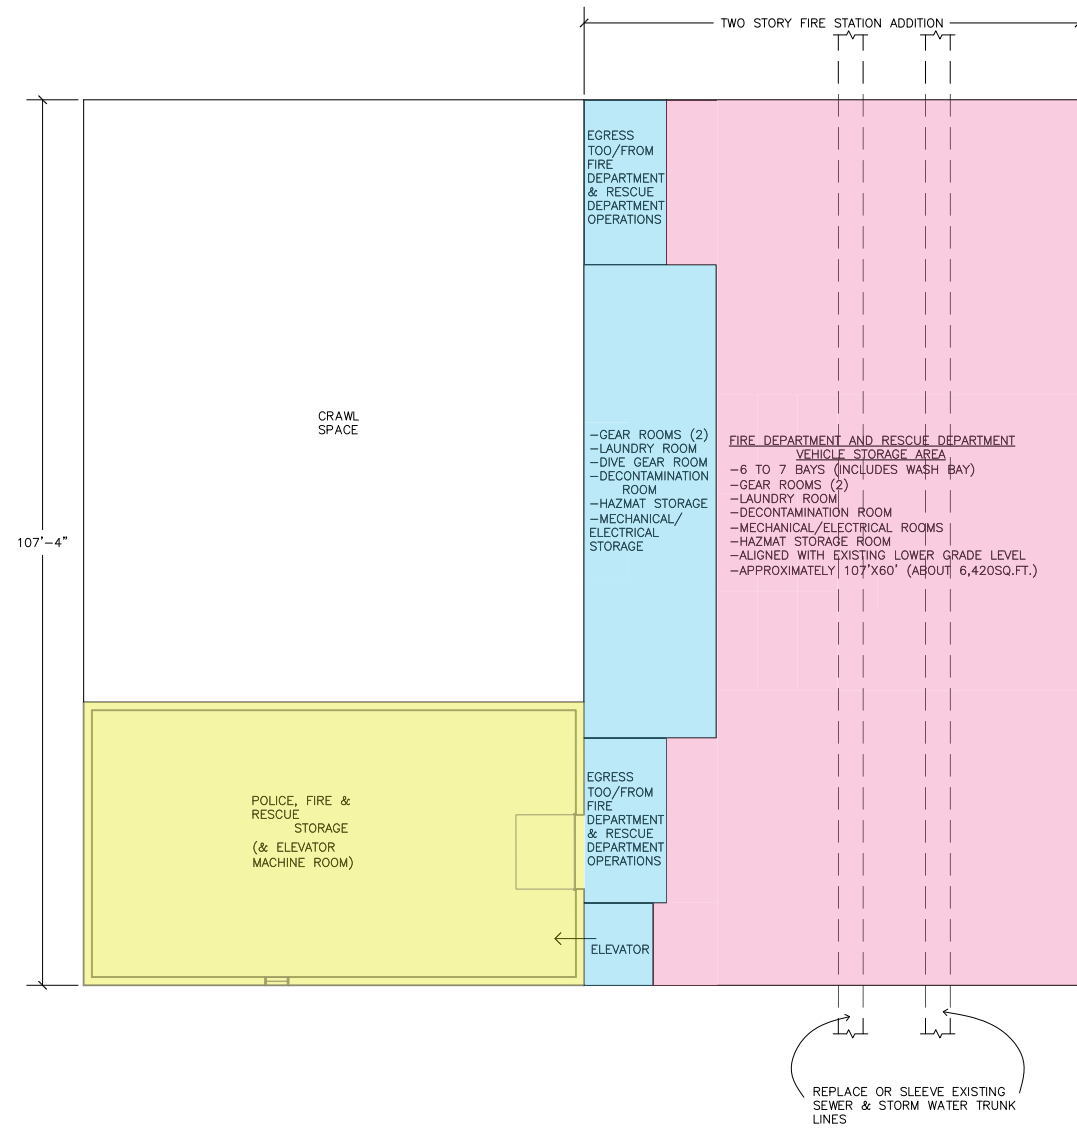 TWO STORY FIRE STATION ADDITION
EGRESS
TOO/FROM
FIRE
DEPARTMENT
& RESCUE
DEPARTMENT
OPERATIONS
CRAWL
SPACE
-GEAR ROOMS (2)
-LAUNDRY ROOM
-DIVE GEAR ROOM
-DECONTAMINATION
ROOM
-HAZMAT STORAGE
-MECHANICAL/
ELECTRICAL
STORAGE
FIRE DEPARTMENT AND RESCUE DEPARTMENT
VEHICLE STORAGE AREA
-6 TO 7 BAYS (INCLUDES WASH BAY)
-GEAR ROOMS (2)
-LAUNDRY ROOM
-DECONTAMINATION ROOM
-MECHANICAL/ELECTRICAL ROOMS
-HAZMAT STORAGE ROOM
-ALIGNED WITH EXISTING LOWER GRADE LEVEL
-APPROXIMATELY 107'X60' (ABOUT 6,420SQ.FT.)
107'-4"
POLICE, FIRE &
RESCUE
STORAGE
(& ELEVATOR
MACHINE ROOM)
EGRESS
TOO/FROM
FIRE
DEPARTMENT
& RESCUE
DEPARTMENT
OPERATIONS
ELEVATOR
REPLACE OR SLEEVE EXISTING
SEWER & STORM WATER TRUNK
LINES